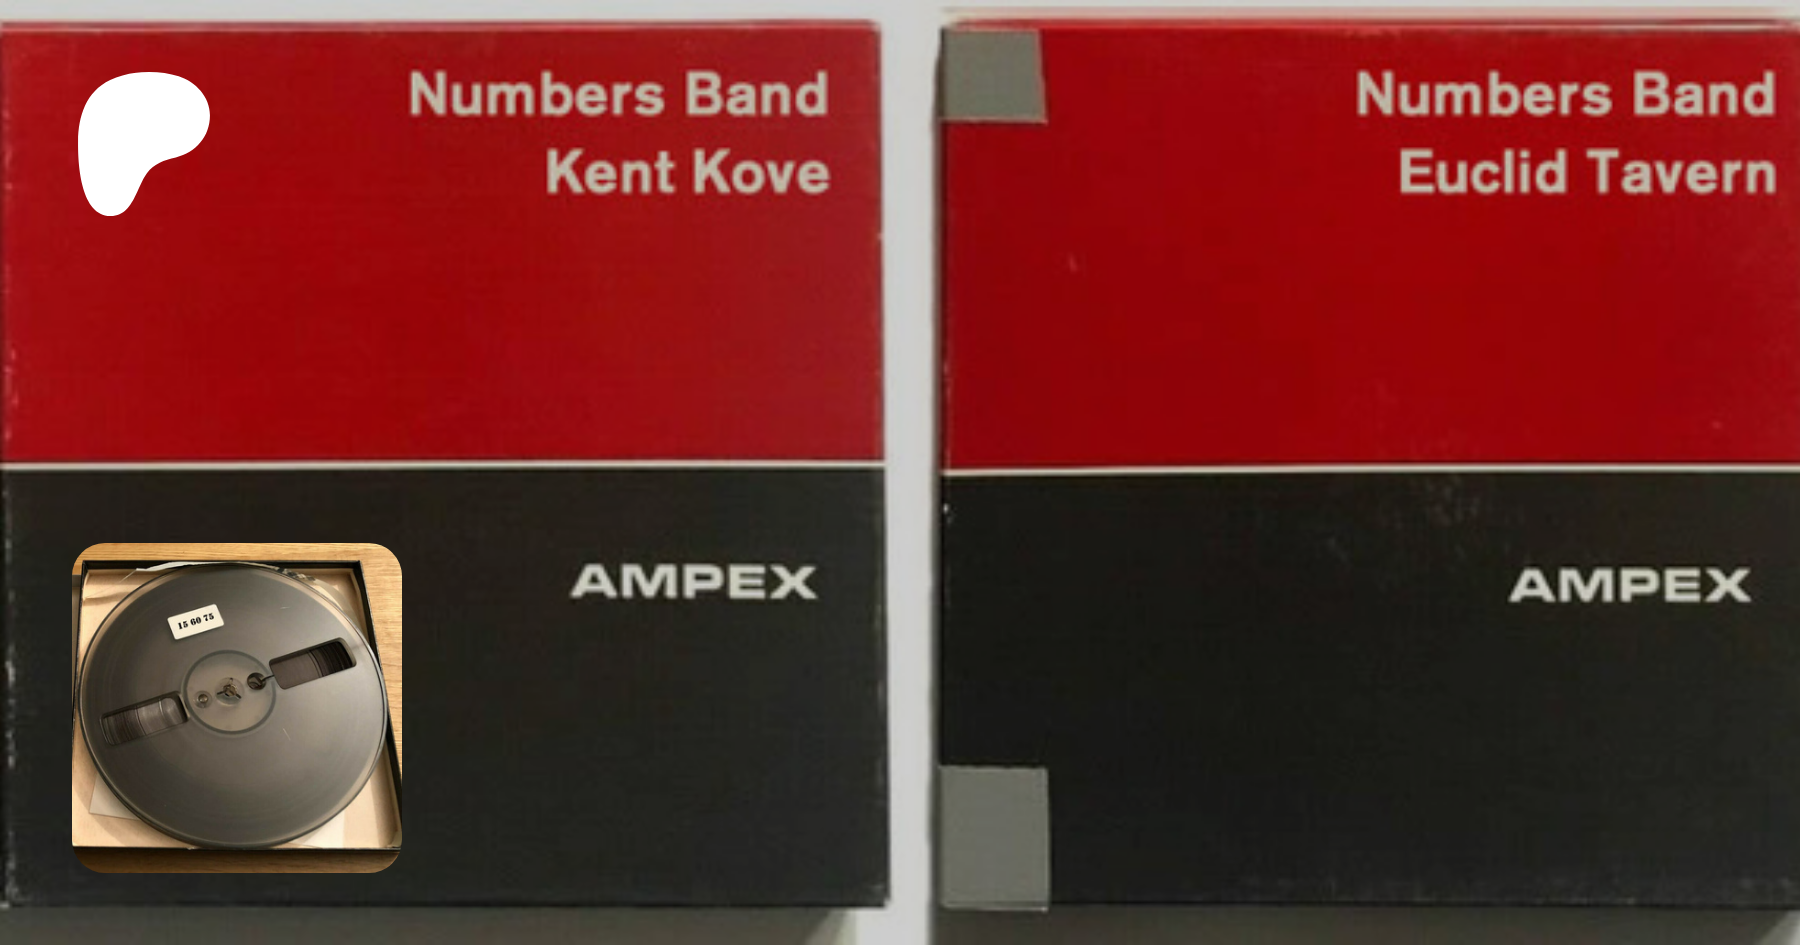 Numbers Band
Kent Kove
AMPEX
15 60 75
Numbers Band
Euclid Tavern
AMPEX